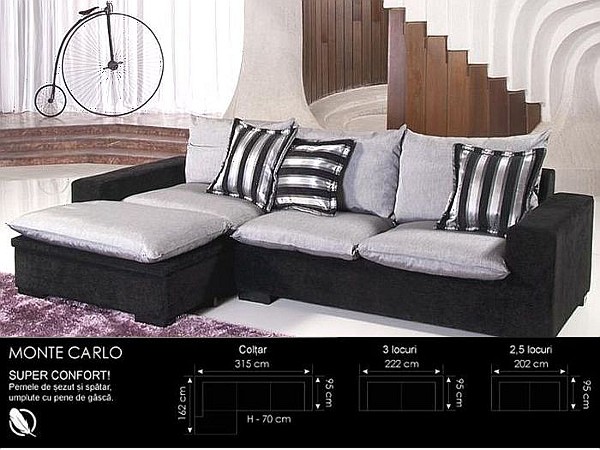 MONTE CARLO
SUPER CONFORT!
Pernele de șezut și spătar,
umplute cu pene de gâscă.
Colțar
315 cm
95 cm
162 cm
H - 70 cm
3 locuri
222 cm
95 cm
2,5 locuri
202 cm
95 cm